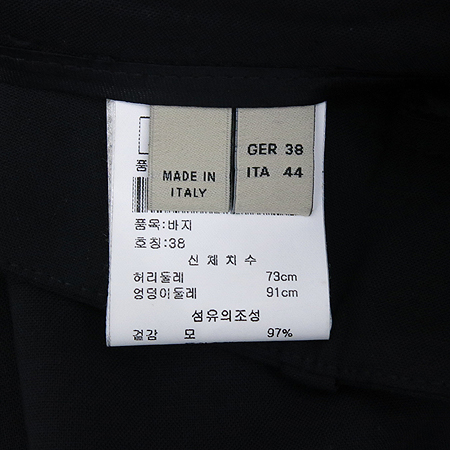 MADE IN
ITALY
GER 38
ITA 44
품
품목:바지
호칭:38
신체치수
허리둘레 73cm
엉덩이둘레 91cm
섬유의조성
겉감 모 97%